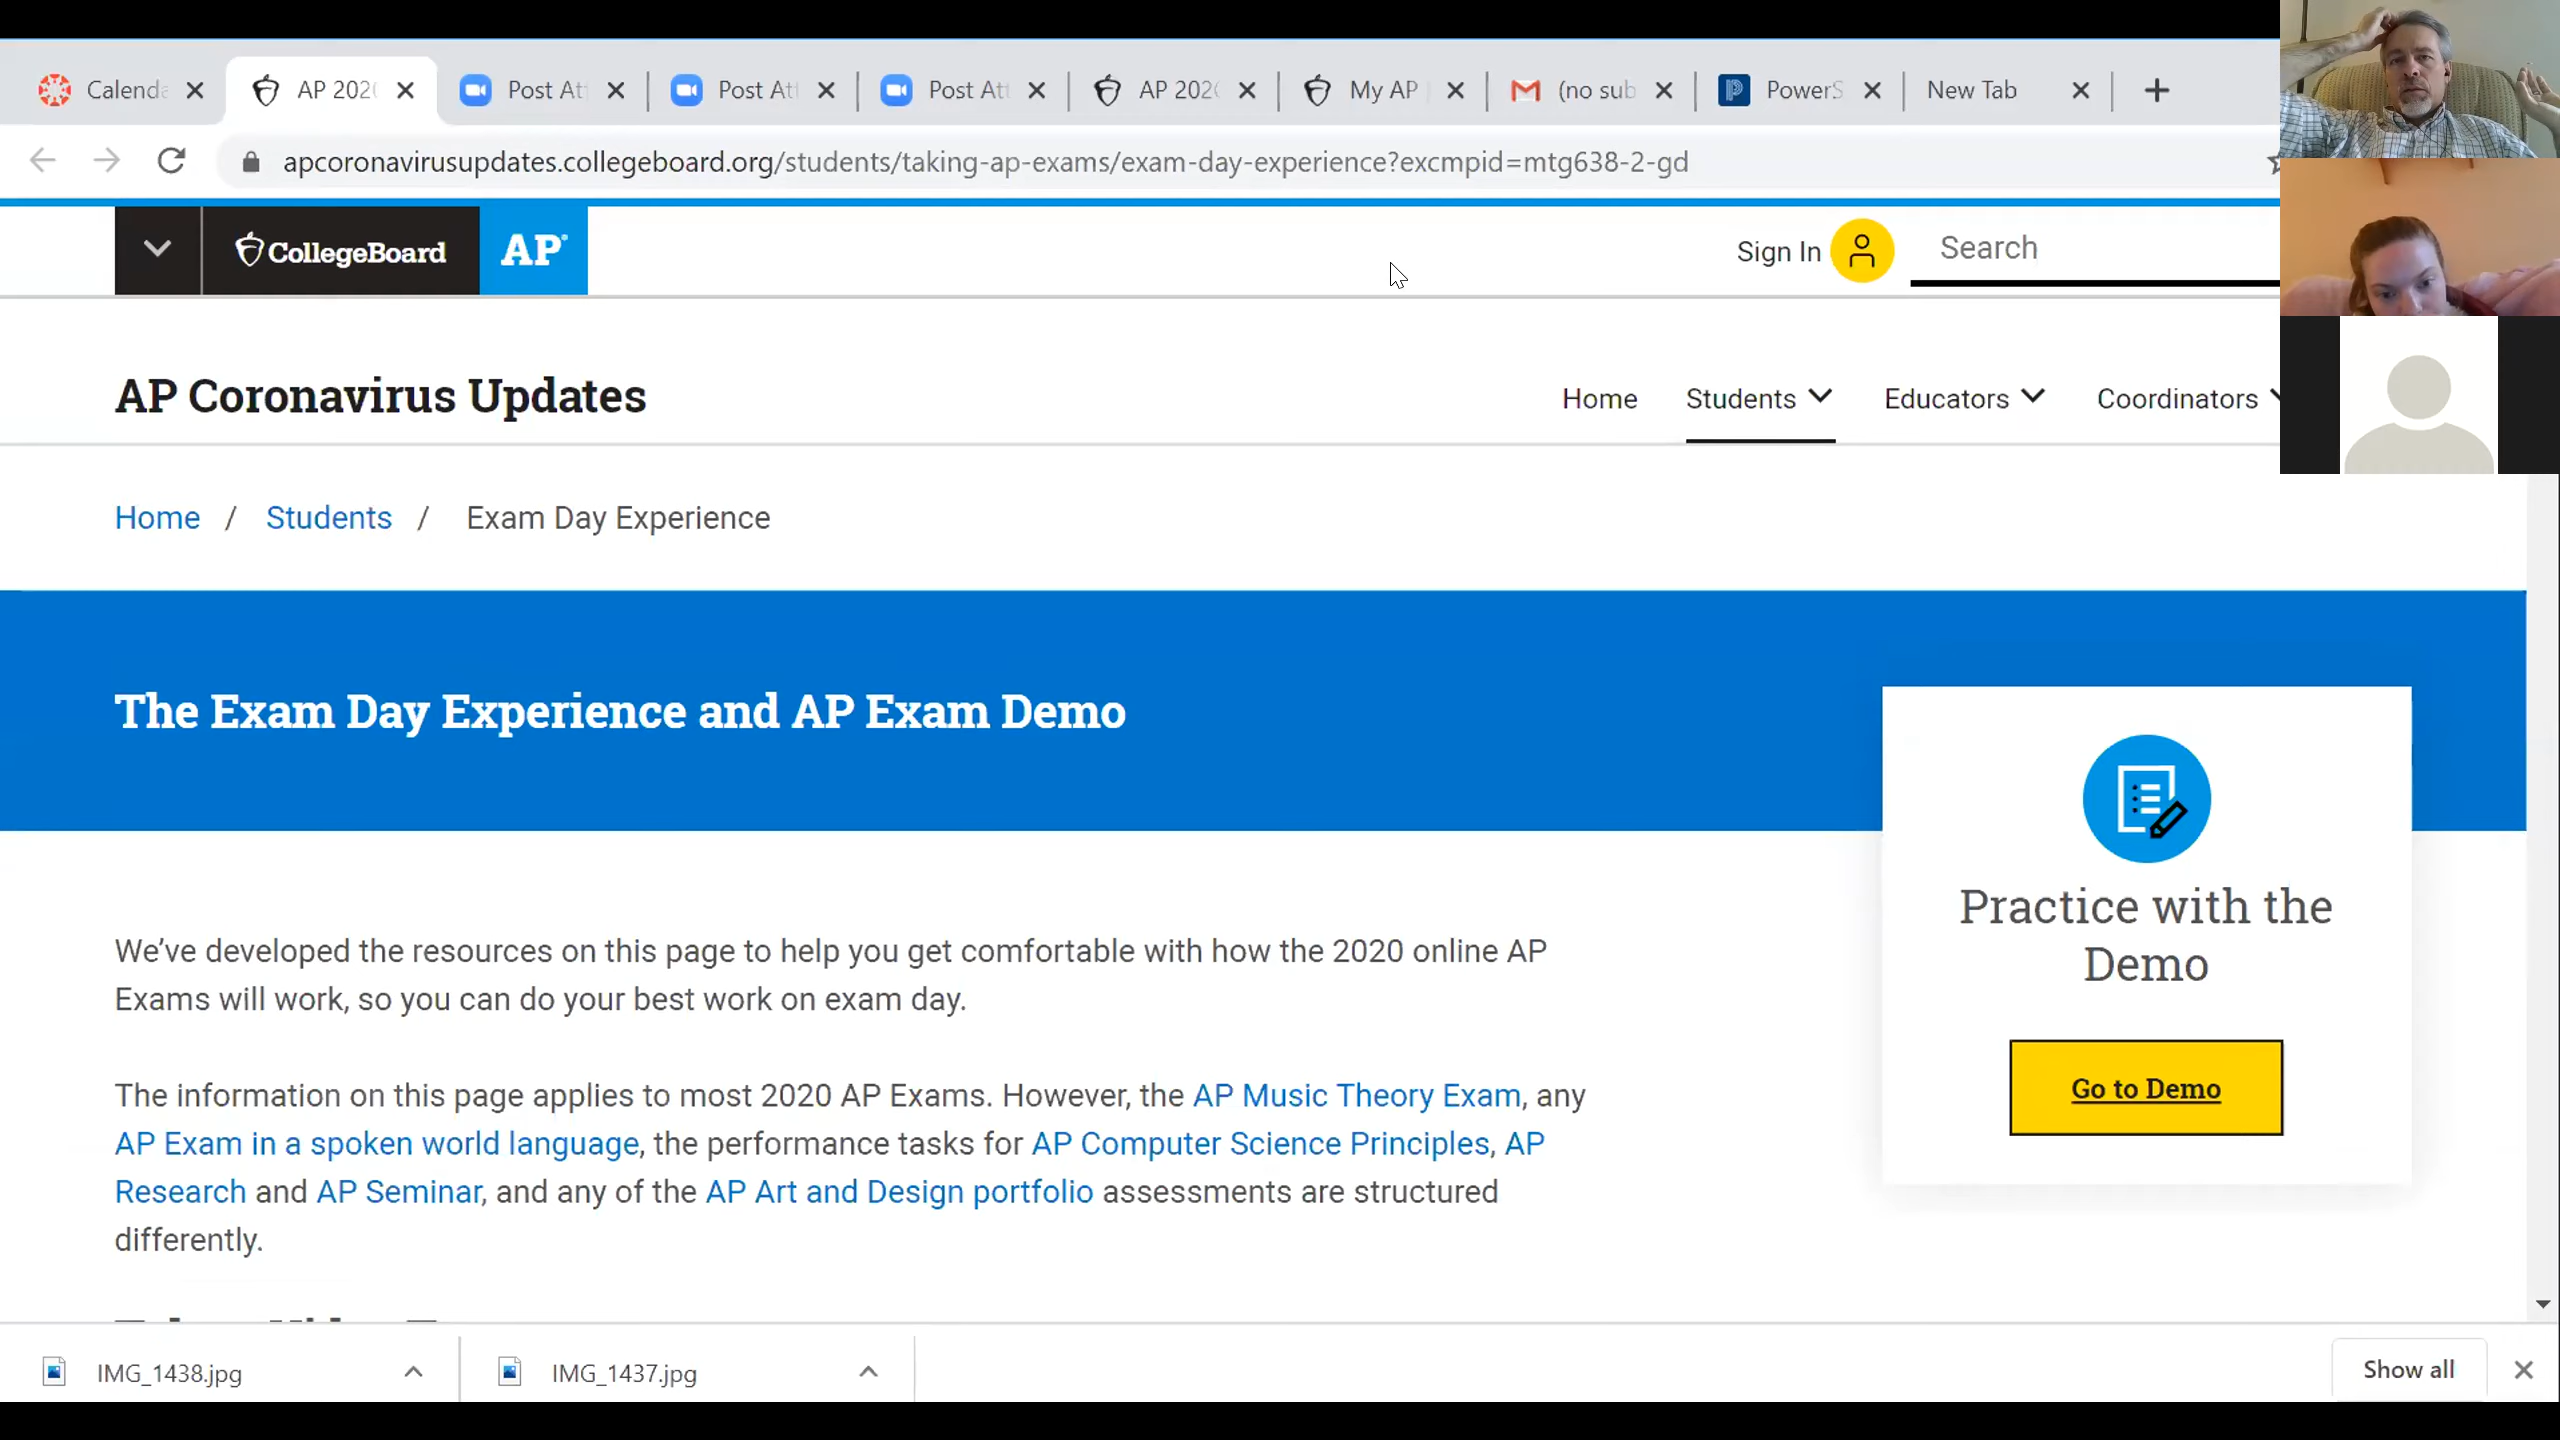 Calenda
AP 202
Post At
Post At
Post Att
AP 202
My AP
(no sub
PowerS
New Tab
apcoronavirusupdates.collegeboard.org/students/taking-ap-exams/exam-day-experience?excmpid=mtg638-2-gd
CollegeBoard AP
Sign In
Search
AP Coronavirus Updates
Home Students Educators Coordinators
Home / Students / Exam Day Experience
The Exam Day Experience and AP Exam Demo
Practice with the
Demo
Go to Demo
We’ve developed the resources on this page to help you get comfortable with how the 2020 online AP
Exams will work, so you can do your best work on exam day.
The information on this page applies to most 2020 AP Exams. However, the AP Music Theory Exam, any
AP Exam in a spoken world language, the performance tasks for AP Computer Science Principles, AP
Research and AP Seminar, and any of the AP Art and Design portfolio assessments are structured
differently.
IMG_1438.jpg
IMG_1437.jpg
Show all